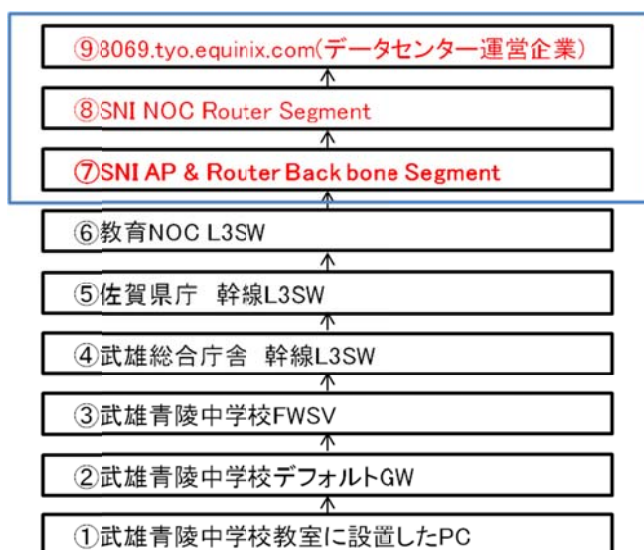 ⑨8069.tyo.equinix.com(データセンター運営企業)
⑧SNI NOC Router Segment
⑦SNI AP & Router Backbone Segment
⑥教育NOC L3SW
⑤佐賀県庁　幹線L3SW
④武雄総合庁舎　幹線L3SW
③武雄青陵中学校FWSV
②武雄青陵中学校デフォルトGW
①武雄青陵中学校教室に設置したPC